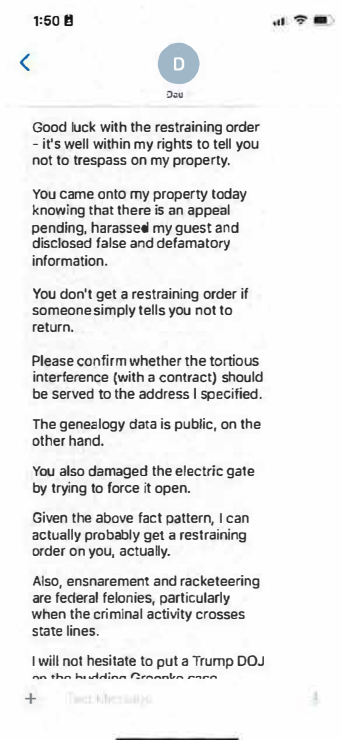 1:50
D
Dad
Good luck with the restraining order
- it's well within my rights to tell you
not to trespass on my property.
You came onto my property today
knowing that there is an appeal
pending, harassed my guest and
disclosed false and defamatory
information.
You don't get a restraining order if
someone simply tells you not to
return.
Please confirm whether the tortious
interference (with a contract) should
be served to the address I specified.
The genealogy data is public, on the
other hand.
You also damaged the electric gate
by trying to force it open.
Given the above fact pattern, I can
actually probably get a restraining
order on you, actually.
Also, ensnarement and racketeering
are federal felonies, particularly
when the criminal activity crosses
state lines.
I will not hesitate to put a Trump DOJ
on the budding
Text Message